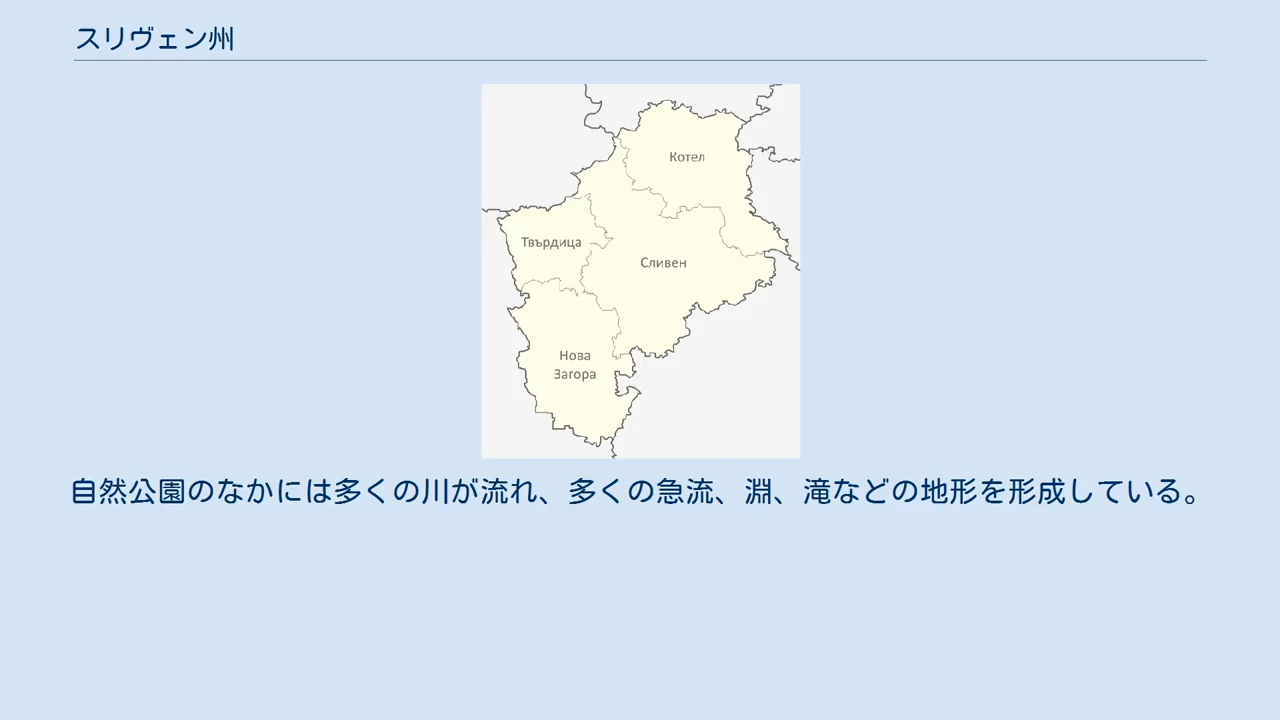 スリヴェン州
Котел
Твърдица
Сливен
Нова
Загора
自然公園のなかには多くの川が流れ、多くの急流、淵、滝などの地形を形成している。